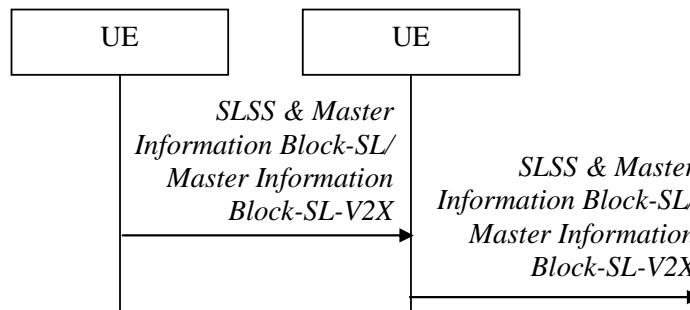 UE
UE
SLSS & Master
Information Block-SL/
Master Information
Block-SL-V2X
SLSS & Master
Information Block-SL/
Master Information
Block-SL-V2X